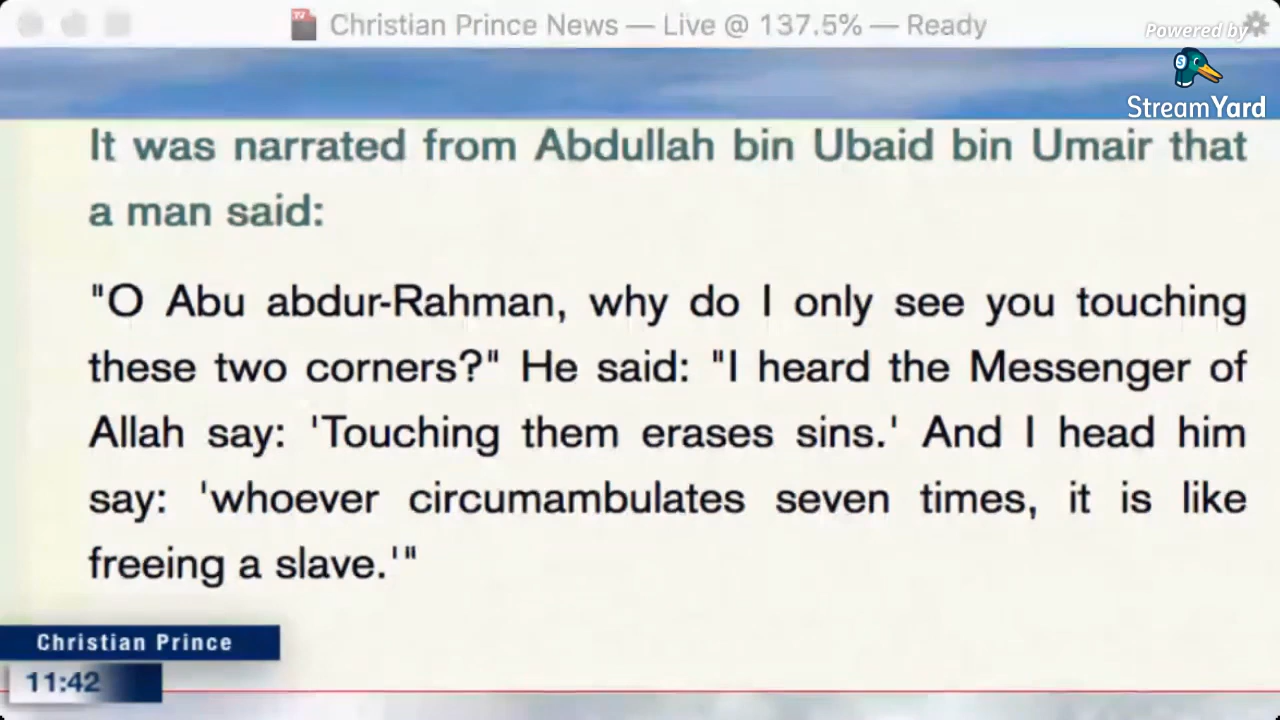 Christian Prince News — Live @ 137.5% — Ready
Powered by
StreamYard
It was narrated from Abdullah bin Ubaid bin Umair that
a man said:
"O Abu abdur-Rahman, why do I only see you touching
these two corners?" He said: "I heard the Messenger of
Allah say: 'Touching them erases sins.' And I head him
say: 'whoever circumambulates seven times, it is like
freeing a slave.'"
Christian Prince
11:42